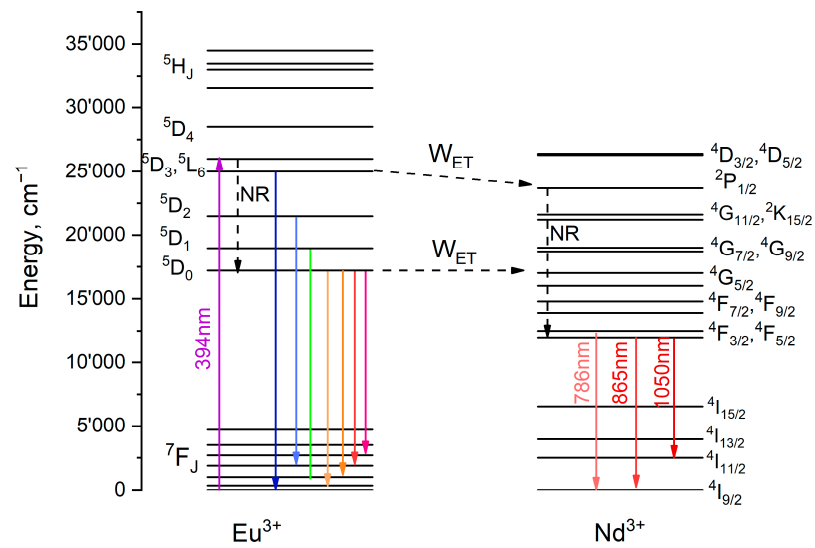 Energy, cm⁻¹
35'000
30'000
25'000
20'000
15'000
10'000
5'000
0
⁵H_J
⁵D₄
⁵D₃,⁵L₆
⁵D₂
⁵D₁
⁵D₀
⁷F_J
394nm
NR
W_ET
W_ET
⁴D₃/₂,⁴D₅/₂
²P₁/₂
⁴G₁₁/₂,²K₁₅/₂
NR
⁴G₇/₂,⁴G₉/₂
⁴G₅/₂
⁴F₇/₂,⁴F₉/₂
⁴F₃/₂,⁴F₅/₂
786nm
865nm
1050nm
⁴I₁₅/₂
⁴I₁₃/₂
⁴I₁₁/₂
⁴I₉/₂
Eu³⁺
Nd³⁺